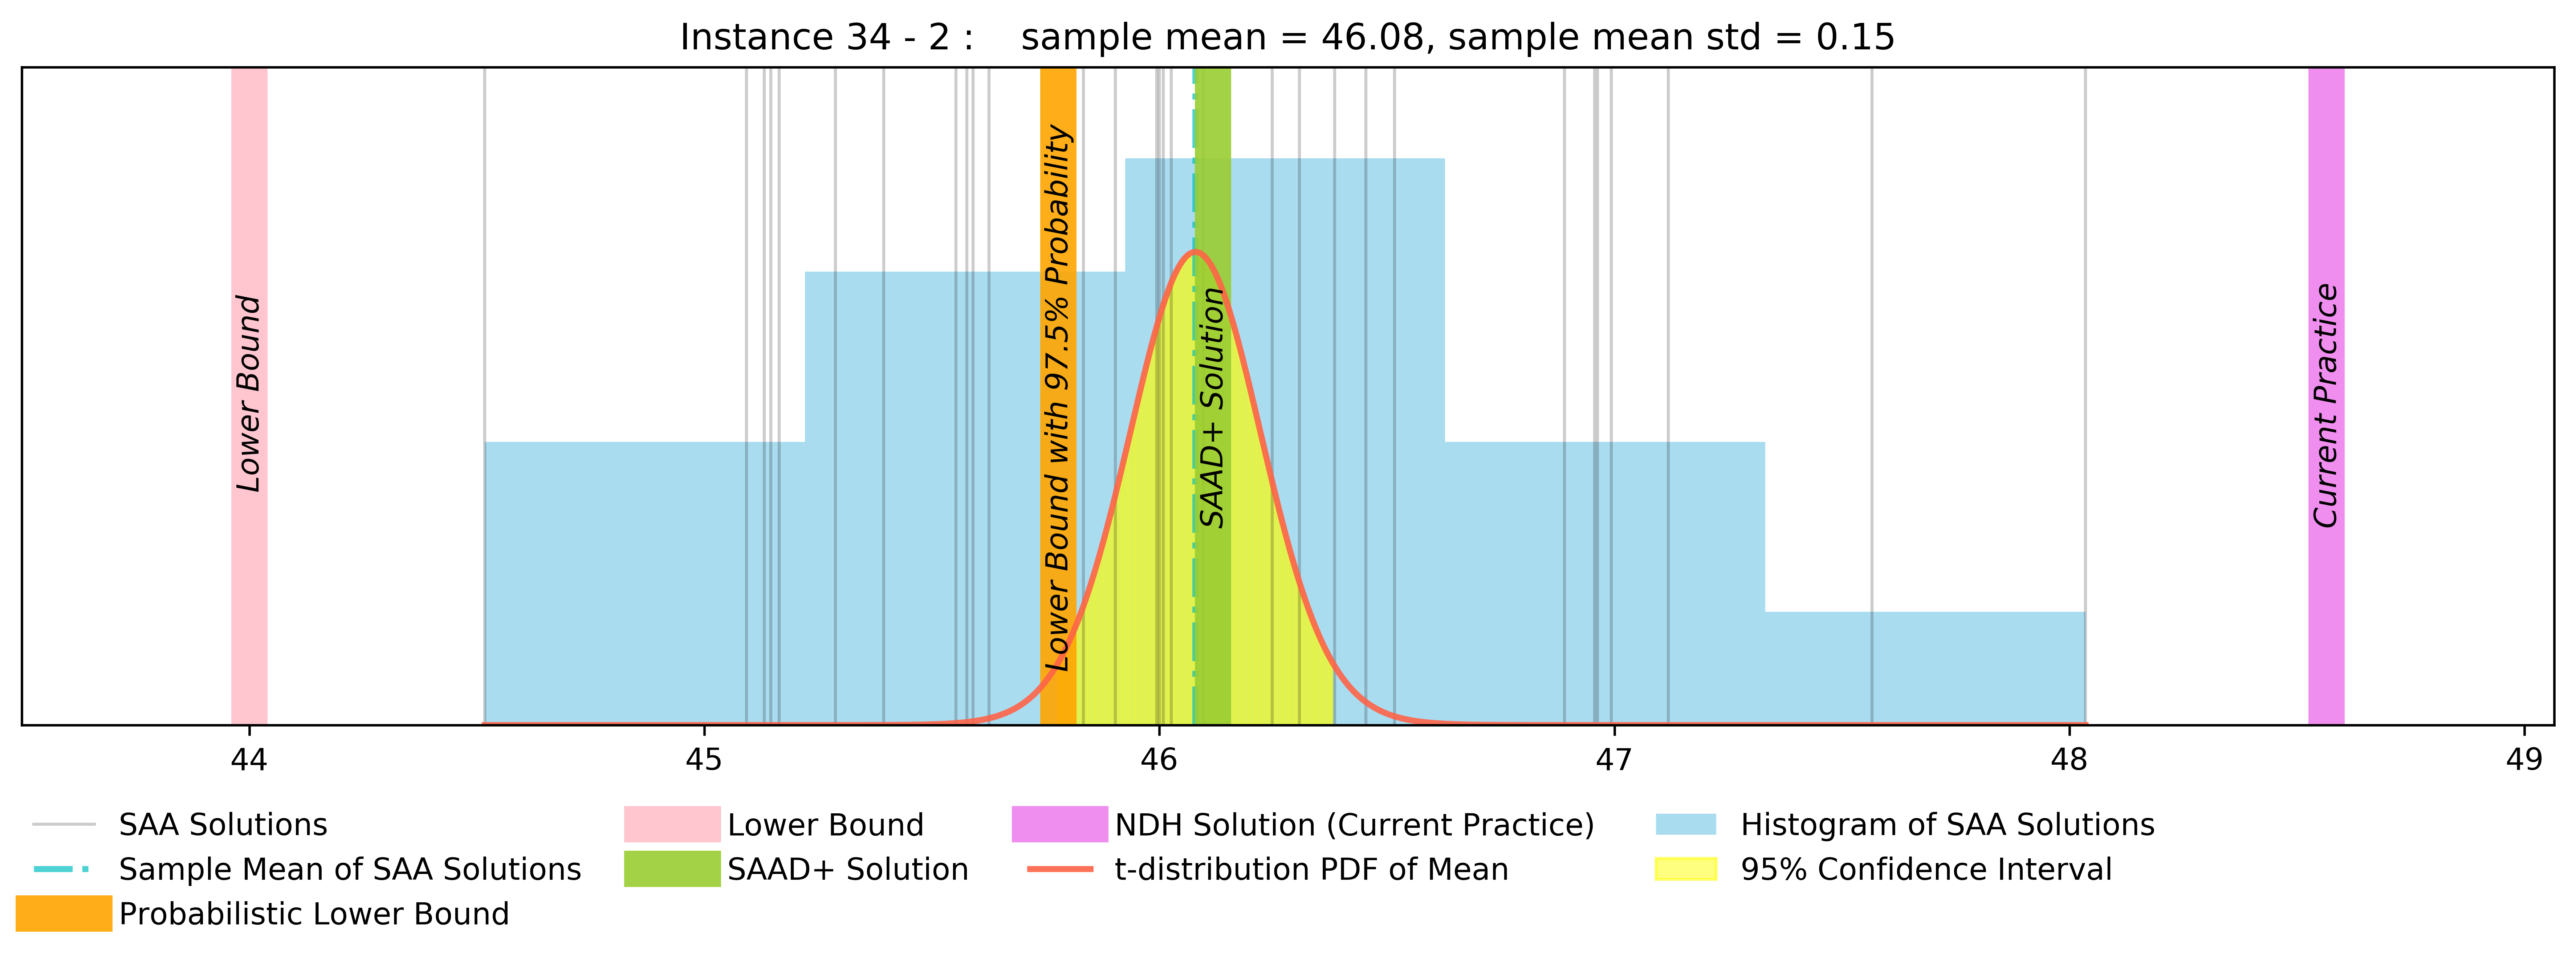 Instance 34 - 2 :    sample mean = 46.08, sample mean std = 0.15
Lower Bound
Lower Bound with 97.5% Probability
SAAD+ Solution
Current Practice
44 45 46 47 48 49
SAA Solutions
Sample Mean of SAA Solutions
Probabilistic Lower Bound
Lower Bound
SAAD+ Solution
NDH Solution (Current Practice)
t-distribution PDF of Mean
Histogram of SAA Solutions
95% Confidence Interval